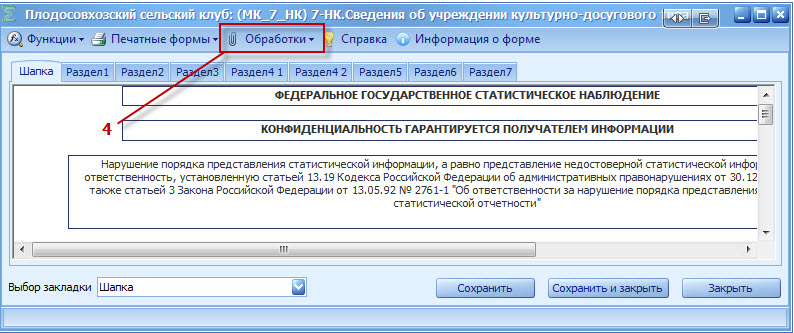 Плодосовхозский сельский клуб: (МК_7_НК) 7-НК.Сведения об учреждении культурно-досугового
Функции Печатные формы Обработки Справка Информация о форме
Шапка Раздел1 Раздел2 Раздел3 Раздел4 1 Раздел4 2 Раздел5 Раздел6 Раздел7
ФЕДЕРАЛЬНОЕ ГОСУДАРСТВЕННОЕ СТАТИСТИЧЕСКОЕ НАБЛЮДЕНИЕ
4
КОНФИДЕНЦИАЛЬНОСТЬ ГАРАНТИРУЕТСЯ ПОЛУЧАТЕЛЕМ ИНФОРМАЦИИ
Нарушение порядка представления статистической информации, а равно представление недостоверной статистической инфор
ответственность, установленную статьей 13.19 Кодекса Российской Федерации об административных правонарушениях от 30.12
также статьей 3 Закона Российской Федерации от 13.05.92 № 2761-1 "Об ответственности за нарушение порядка представления
статистической отчетности"
Выбор закладки Шапка Сохранить Сохранить и закрыть Закрыть